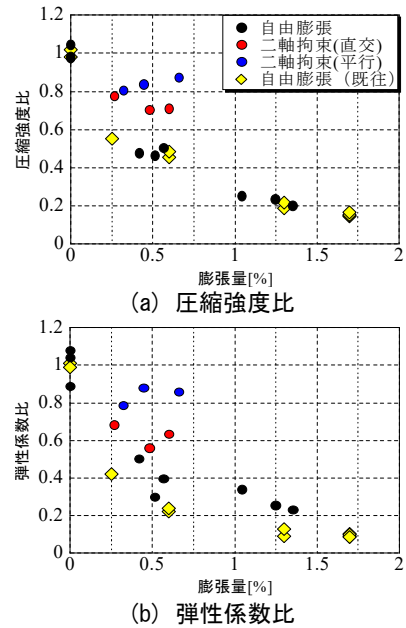 1.2
1
0.8
0.6
0.4
0.2
0
圧縮強度比
自由膨張
二軸拘束(直交)
二軸拘束(平行)
自由膨張（既往）
0 0.5 1 1.5 2
膨張量[%]
(a) 圧縮強度比
1.2
1
0.8
0.6
0.4
0.2
0
弾性係数比
0 0.5 1 1.5 2
膨張量[%]
(b) 弾性係数比